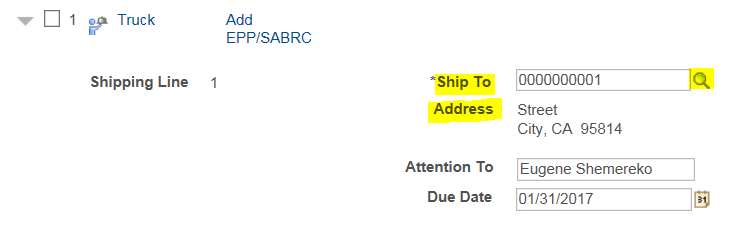 1 Truck Add
EPP/SABRC
Shipping Line 1 *Ship To 0000000001
Address Street
City, CA 95814
Attention To Eugene Shemereko
Due Date 01/31/2017 31